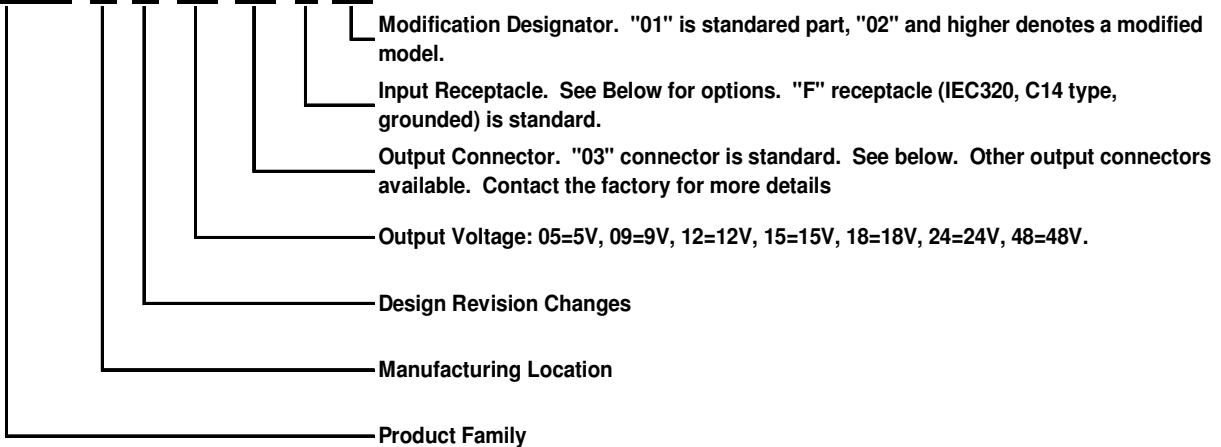 Modification Designator. "01" is standared part, "02" and higher denotes a modified
model.
Input Receptacle. See Below for options. "F" receptacle (IEC320, C14 type,
grounded) is standard.
Output Connector. "03" connector is standard. See below. Other output connectors
available. Contact the factory for more details
Output Voltage: 05=5V, 09=9V, 12=12V, 15=15V, 18=18V, 24=24V, 48=48V.
Design Revision Changes
Manufacturing Location
Product Family